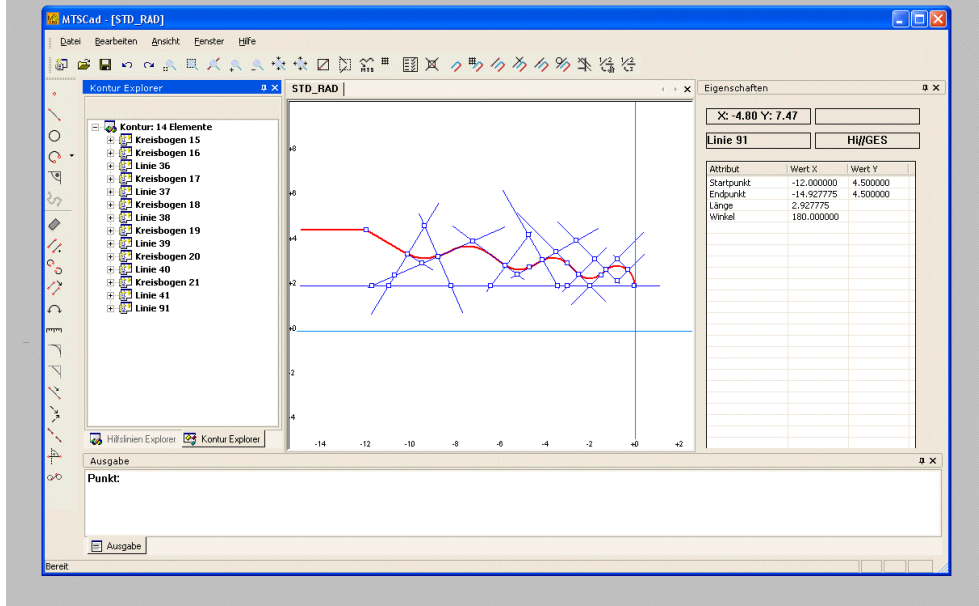 MTSCad - [STD_RAD]
Datei Bearbeiten Ansicht Fenster Hilfe
Kontur Explorer
Kontur: 14 Elemente
Kreisbogen 15
Kreisbogen 16
Linie 36
Kreisbogen 17
Linie 37
Kreisbogen 18
Linie 38
Kreisbogen 19
Linie 39
Kreisbogen 20
Linie 40
Kreisbogen 21
Linie 41
Linie 91
Hilfslinien Explorer Kontur Explorer
STD_RAD
+8
+6
+4
+2
+0
-2
-4
-14 -12 -10 -8 -6 -4 -2 +0 +2
Eigenschaften
X: -4.80 Y: 7.47
Linie 91 Hi//GES
Attribut Wert X Wert Y
Startpunkt -12.000000 4.500000
Endpunkt -14.927775 4.500000
Länge 2.927775
Winkel 180.000000
Ausgabe
Punkt:
Ausgabe
Bereit